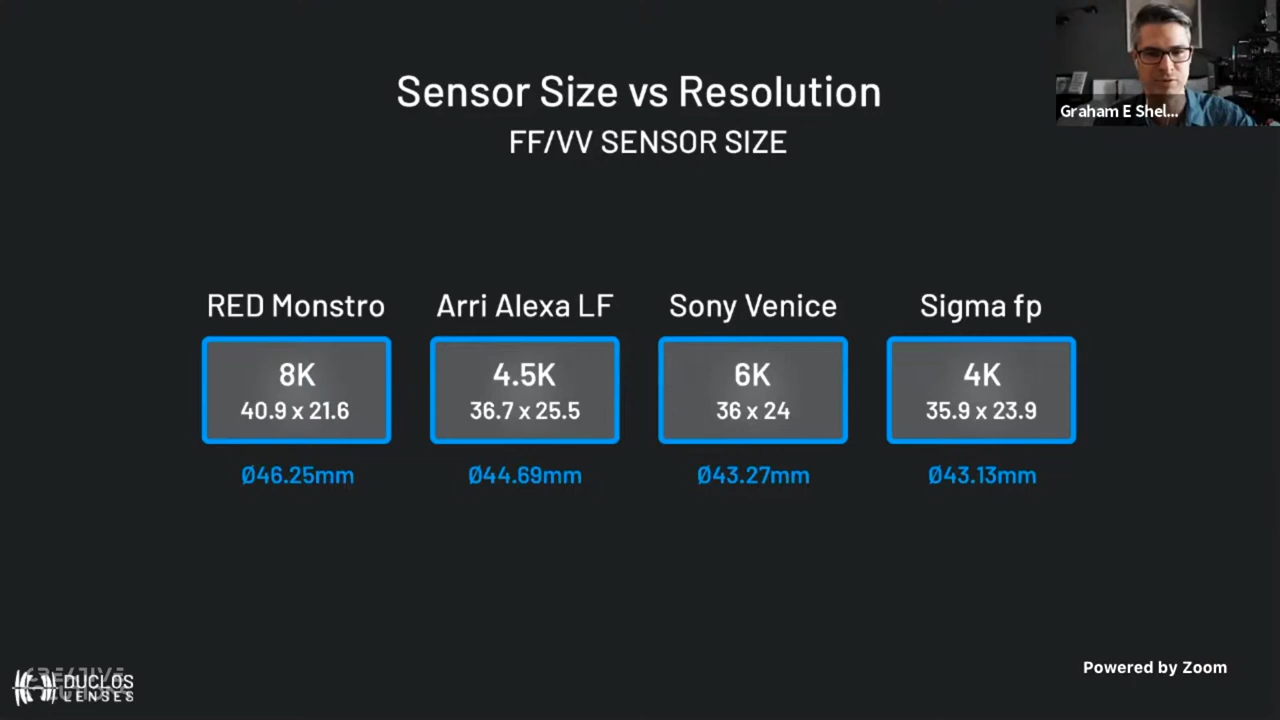 Sensor Size vs Resolution
FF/VV SENSOR SIZE
Graham E Shel...
RED Monstro
8K
40.9 x 21.6
Ø46.25mm
Arri Alexa LF
4.5K
36.7 x 25.5
Ø44.69mm
Sony Venice
6K
36 x 24
Ø43.27mm
Sigma fp
4K
35.9 x 23.9
Ø43.13mm
DUCLOS
LENSES
Powered by Zoom